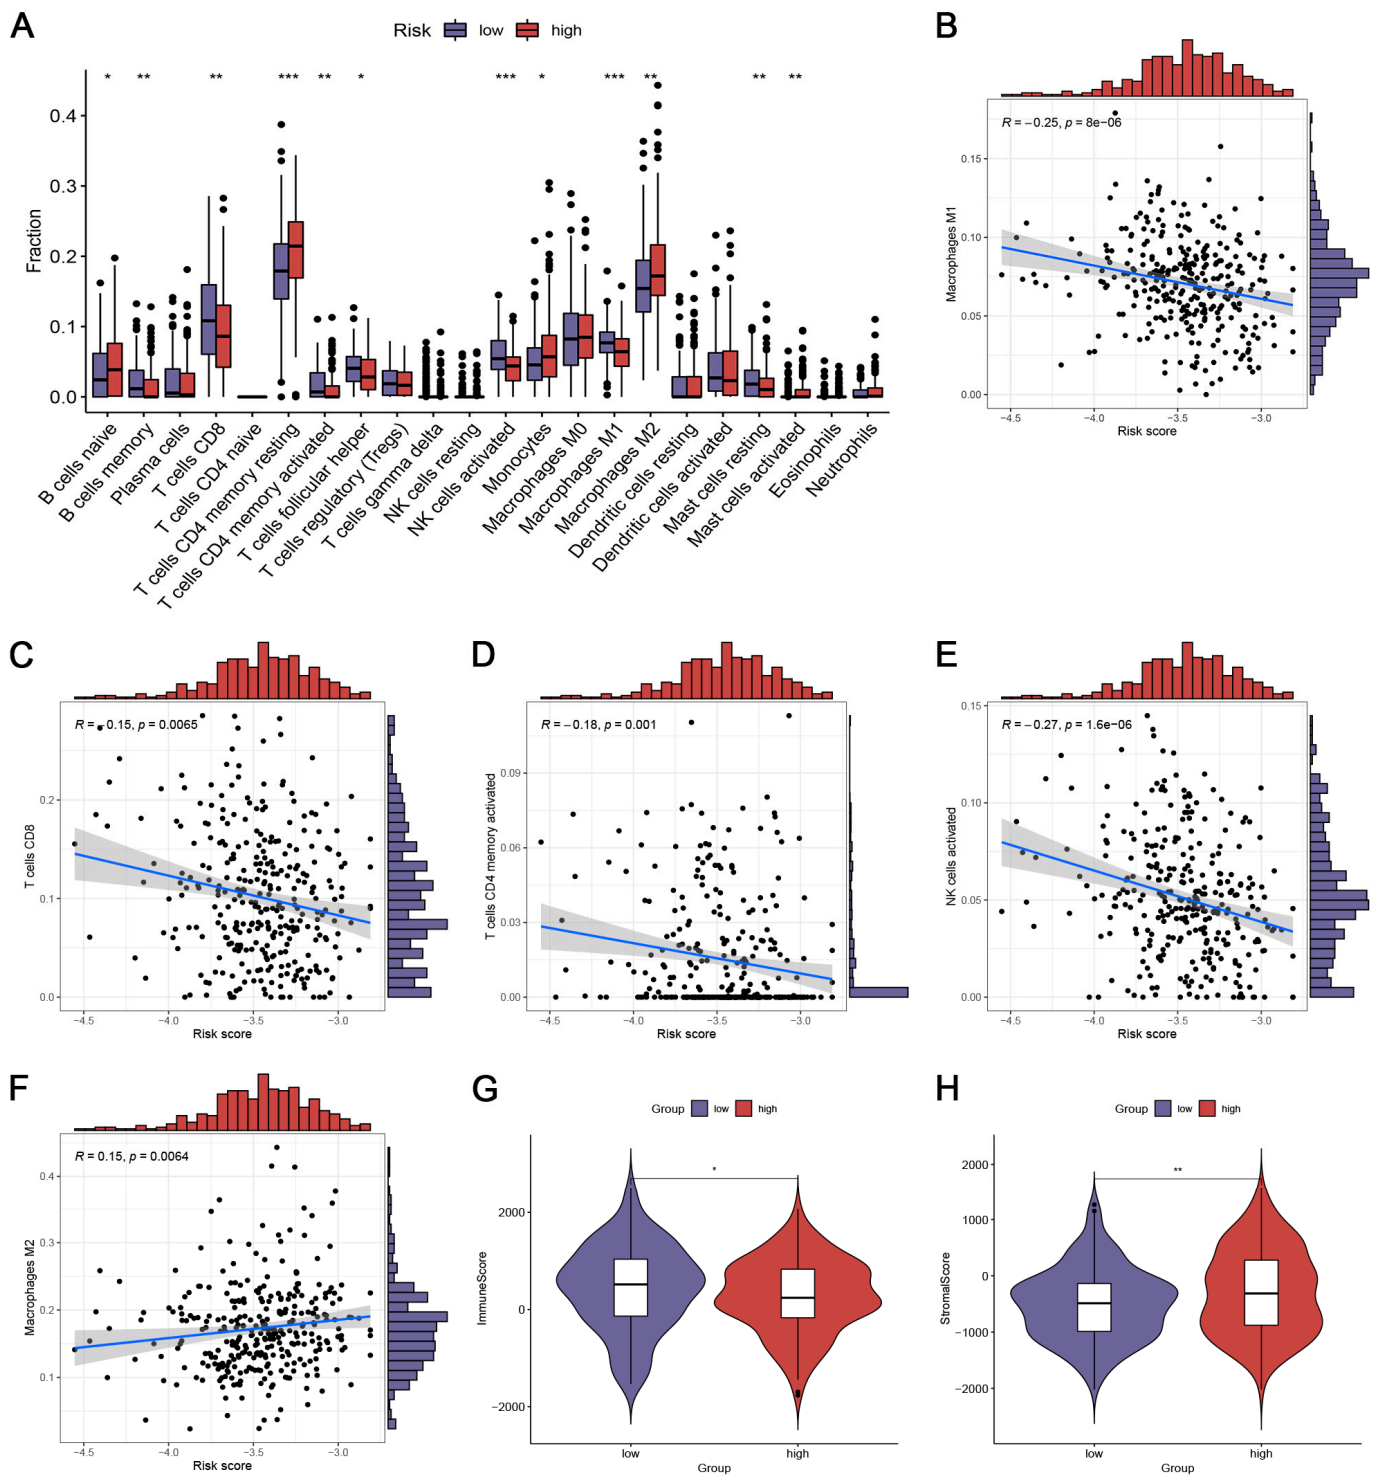 A
Risk low high
* ** ** *** ** * *** * *** ** ** **
Fraction
0.4
0.3
0.2
0.1
0.0
B cells naive
B cells memory
Plasma cells
T cells CD8
T cells CD4 naive
T cells CD4 memory resting
T cells CD4 memory activated
T cells follicular helper
T cells regulatory (Tregs)
T cells gamma delta
NK cells resting
NK cells activated
Monocytes
Macrophages M0
Macrophages M1
Macrophages M2
Dendritic cells resting
Dendritic cells activated
Mast cells resting
Mast cells activated
Eosinophils
Neutrophils
B
R = −0.25, p = 8e−06
Macrophages M1
0.15
0.10
0.05
0.00
−4.5 −4.0 −3.5 −3.0
Risk score
C
R = −0.15, p = 0.0065
T cells CD8
0.2
0.1
0.0
−4.5 −4.0 −3.5 −3.0
Risk score
D
R = −0.18, p = 0.001
T cells CD4 memory activated
0.09
0.06
0.03
0.00
−4.5 −4.0 −3.5 −3.0
Risk score
E
R = −0.27, p = 1.6e−06
NK cells activated
0.15
0.10
0.05
0.00
−4.5 −4.0 −3.5 −3.0
Risk score
F
R = 0.15, p = 0.0064
Macrophages M2
0.4
0.3
0.2
0.1
−4.5 −4.0 −3.5 −3.0
Risk score
G
Group low high
*
ImmuneScore
2000
0
−2000
low high
Group
H
Group low high
**
StromalScore
2000
1000
0
−1000
−2000
low high
Group